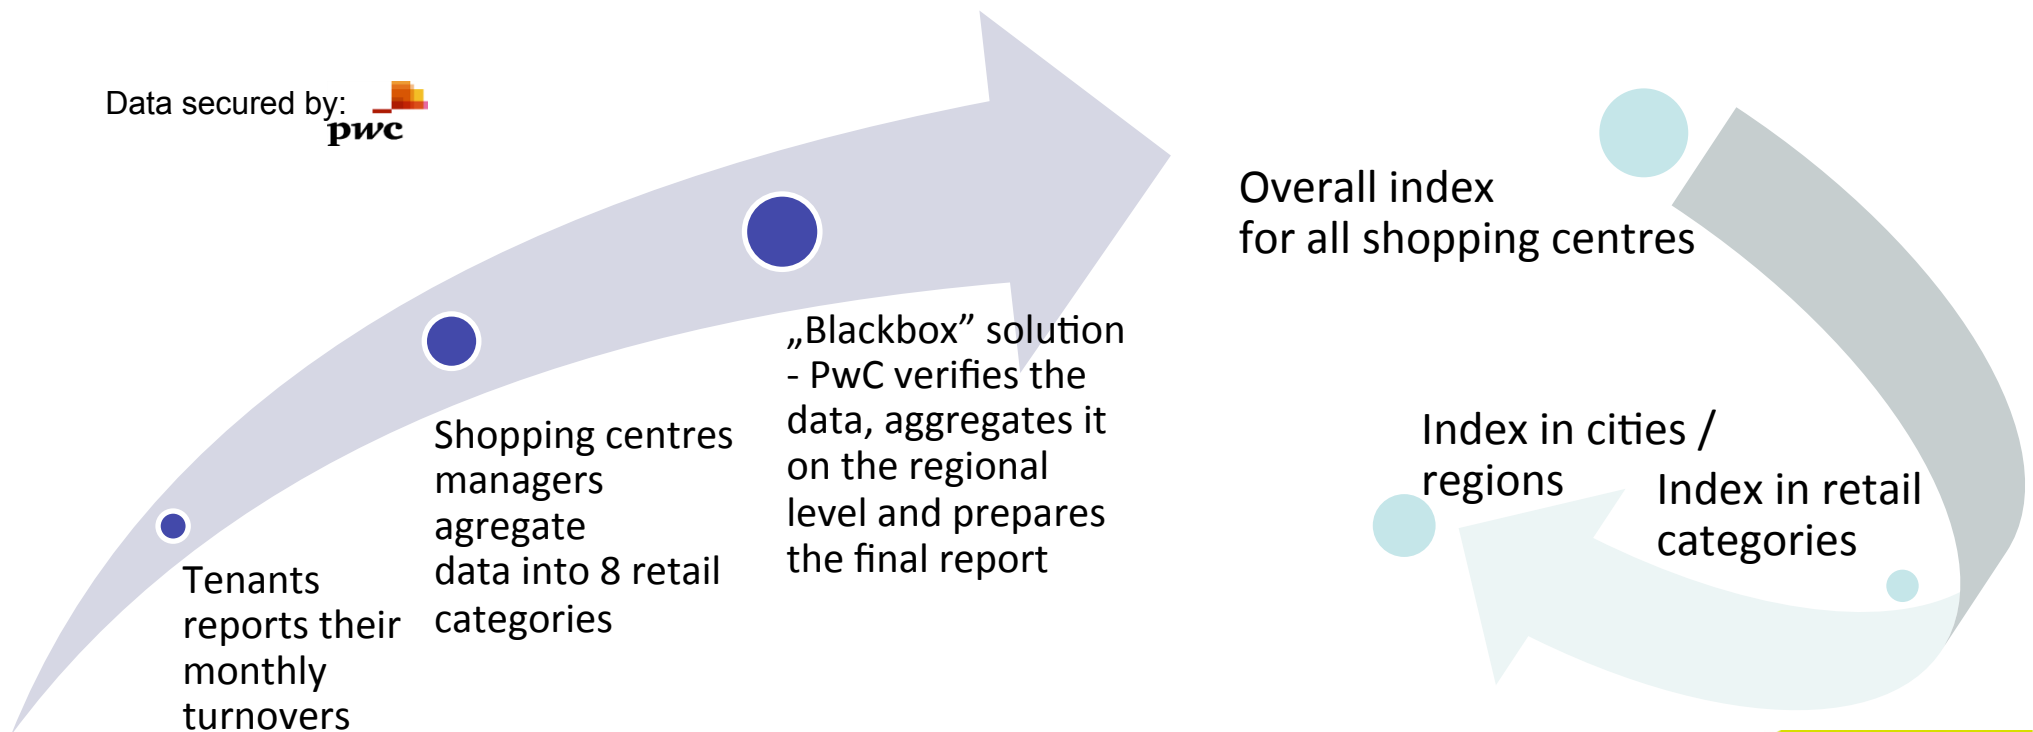 Data secured by:
pwc
Tenants
reports their
monthly
turnovers
Shopping centres
managers
agregate
data into 8 retail
categories
„Blackbox” solution
- PwC verifies the
data, aggregates it
on the regional
level and prepares
the final report
Overall index
for all shopping centres
Index in cities /
regions
Index in retail
categories